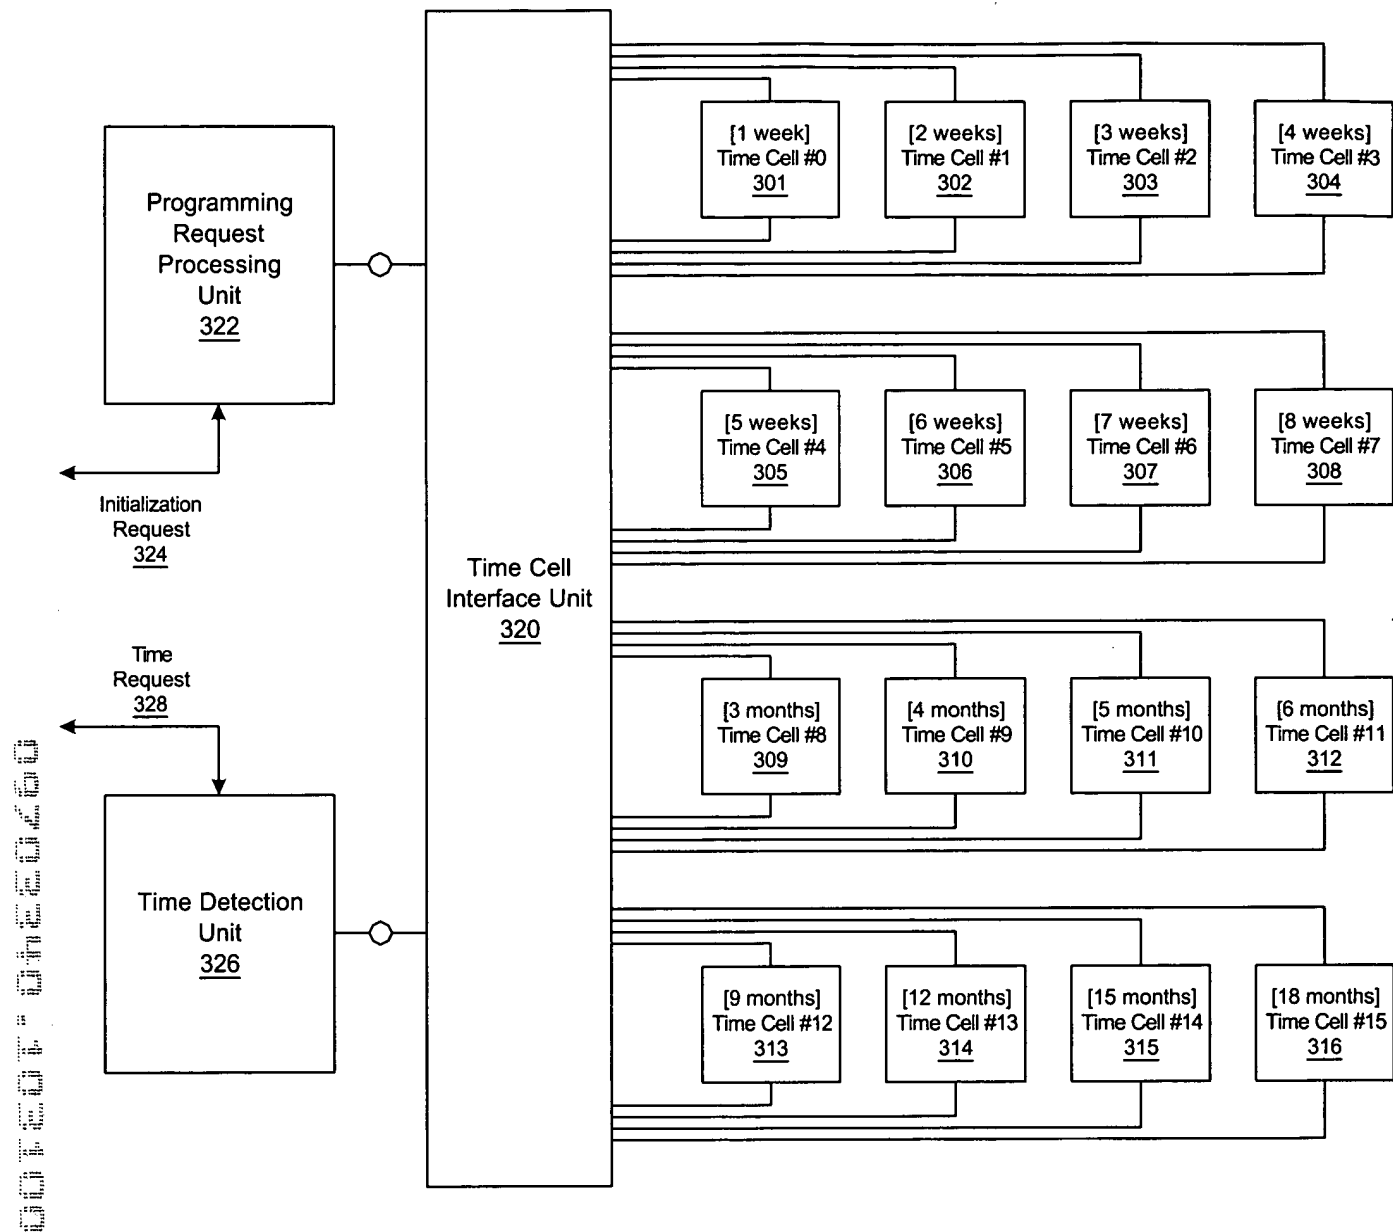 Programming
Request
Processing
Unit
322
Initialization
Request
324
Time
Request
328
Time Detection
Unit
326
Time Cell
Interface Unit
320
[1 week]
Time Cell #0
301
[2 weeks]
Time Cell #1
302
[3 weeks]
Time Cell #2
303
[4 weeks]
Time Cell #3
304
[5 weeks]
Time Cell #4
305
[6 weeks]
Time Cell #5
306
[7 weeks]
Time Cell #6
307
[8 weeks]
Time Cell #7
308
[3 months]
Time Cell #8
309
[4 months]
Time Cell #9
310
[5 months]
Time Cell #10
311
[6 months]
Time Cell #11
312
[9 months]
Time Cell #12
313
[12 months]
Time Cell #13
314
[15 months]
Time Cell #14
315
[18 months]
Time Cell #15
316